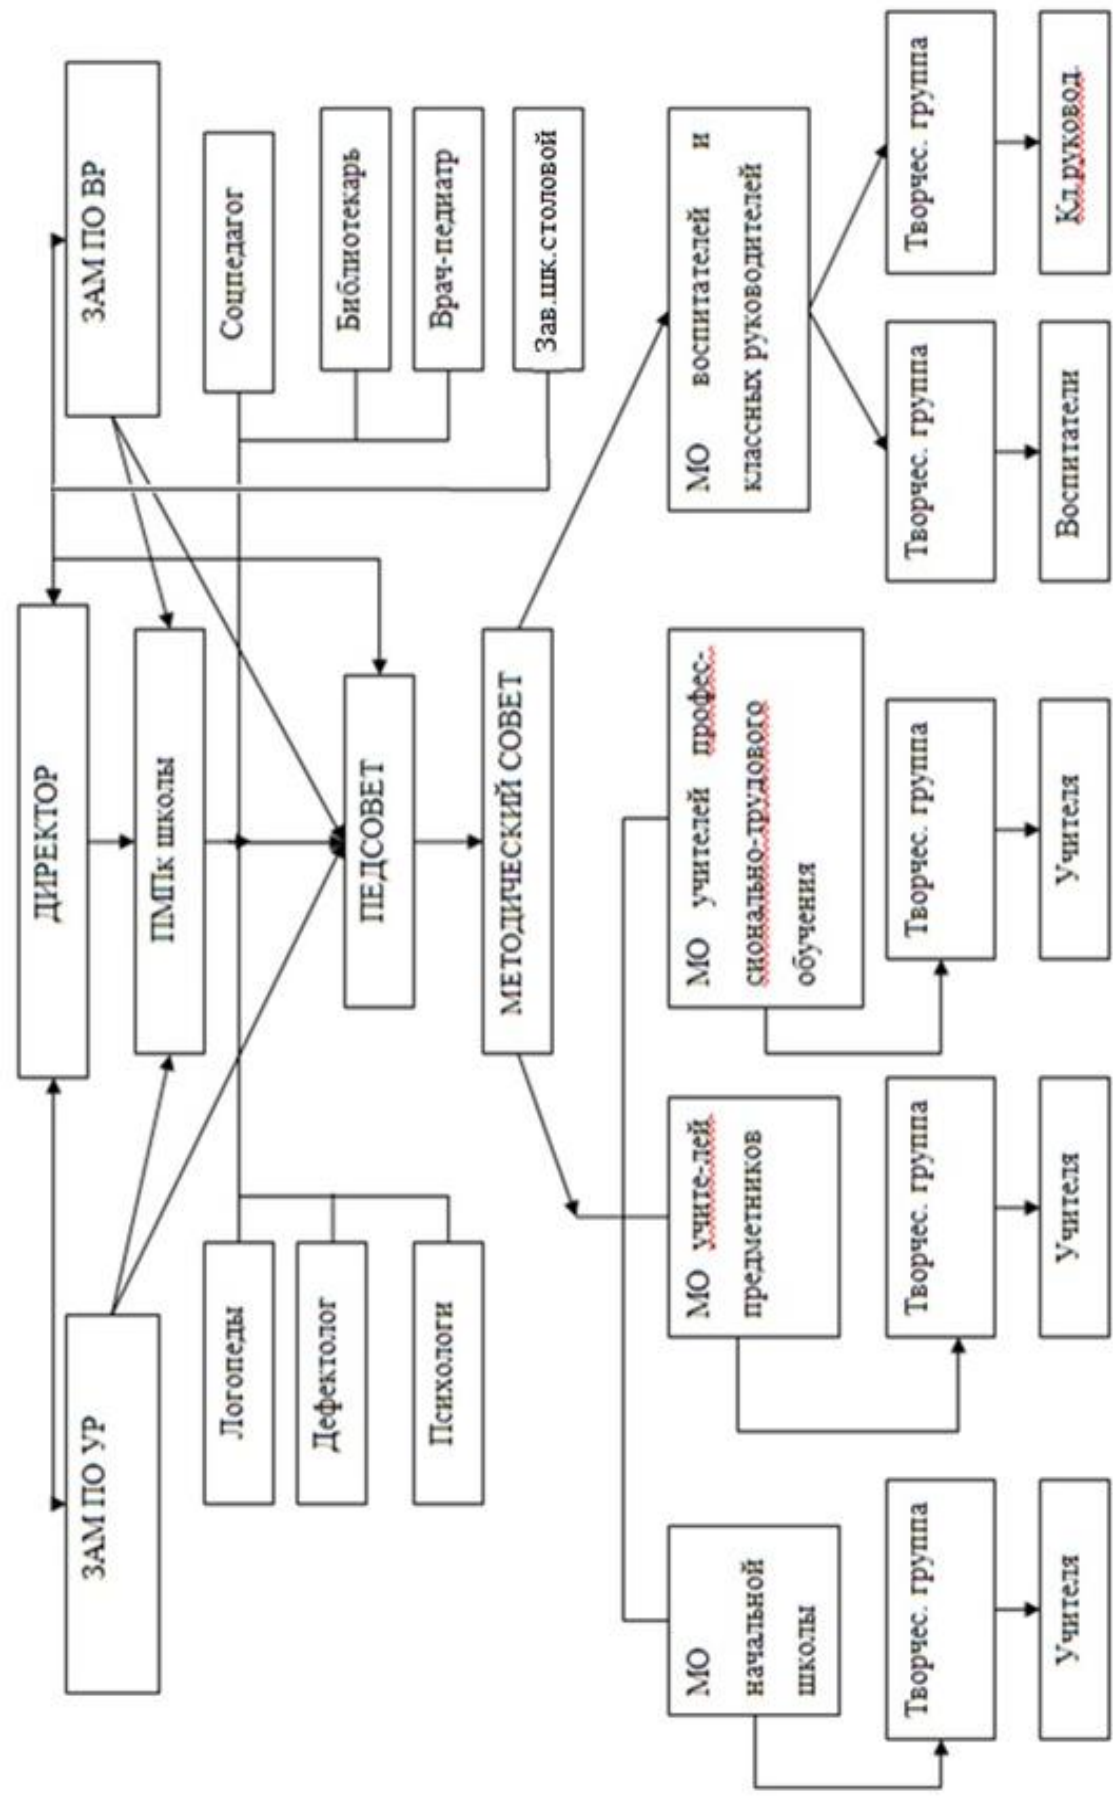 ДИРЕКТОР
ЗАМ ПО УР
ЗАМ ПО ВР
ПМПк школы
Логопеды
Соцпедагог
Дефектолог
Библиотекарь
Психологи
Врач-педиатр
Зав.шк.столовой
ПЕДСОВЕТ
МЕТОДИЧЕСКИЙ СОВЕТ
МО
начальной
школы
МО учите-лей
предметников
МО учителей профес-
сионально-трудового
обучения
МО воспитателей и
классных руководителей
Творчес. группа
Творчес. группа
Творчес. группа
Творчес. группа
Творчес. группа
Учителя
Учителя
Учителя
Воспитатели
Кл.руковод.